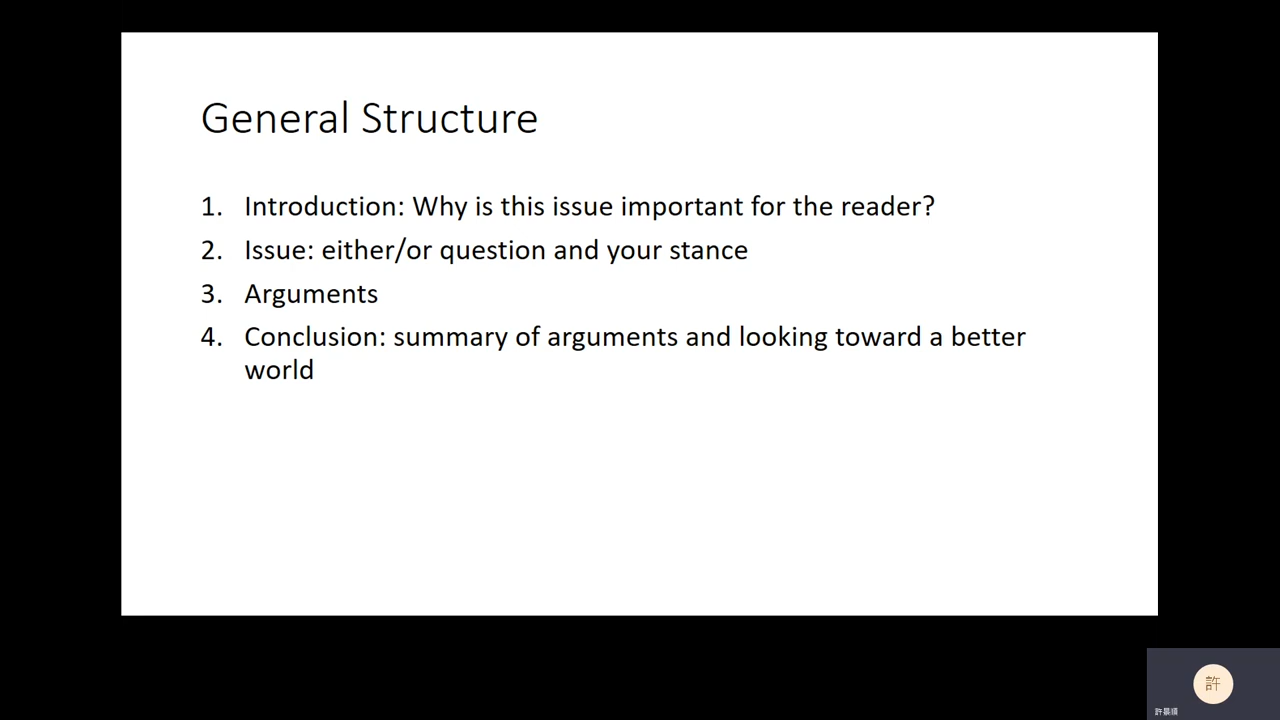 General Structure
1. Introduction: Why is this issue important for the reader?
2. Issue: either/or question and your stance
3. Arguments
4. Conclusion: summary of arguments and looking toward a better
world
許